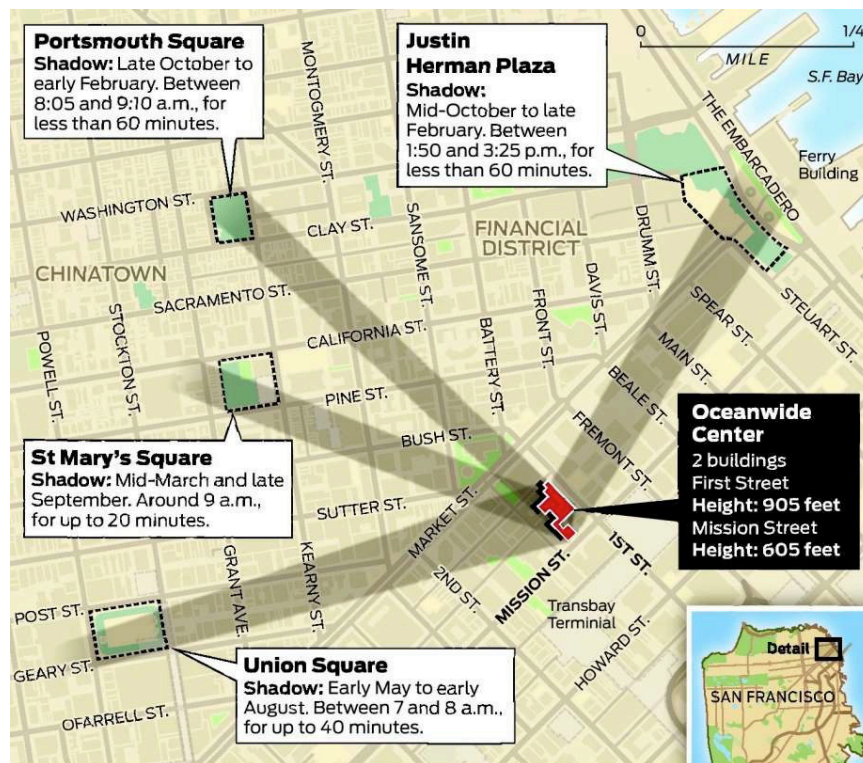 Portsmouth Square
Shadow: Late October to
early February. Between
8:05 and 9:10 a.m., for
less than 60 minutes.
Justin
Herman Plaza
Shadow:
Mid-October to late
February. Between
1:50 and 3:25 p.m., for
less than 60 minutes.
0 1/4
MILE
S.F. Bay
THE EMBARCADERO
Ferry
Building
MONTOGMERY ST.
WASHINGTON ST.
CLAY ST.
SANSOME ST.
FINANCIAL
DISTRICT
DRUMM ST.
CHINATOWN
SACRAMENTO ST.
DAVIS ST.
STEUART ST.
SPEAR ST.
POWELL ST.
STOCKTON ST.
CALIFORNIA ST.
BATTERY ST.
FRONT ST.
MAIN ST.
PINE ST.
BEALE ST.
BUSH ST.
FREMONT ST.
Oceanwide
Center
2 buildings
First Street
Height: 905 feet
Mission Street
Height: 605 feet
St Mary's Square
Shadow: Mid-March and late
September. Around 9 a.m.,
for up to 20 minutes.
SUTTER ST.
MARKET ST.
1ST ST.
GRANT AVE.
KEARNY ST.
2ND ST.
MISSION ST.
POST ST.
Transbay
Terminial
HOWARD ST.
GEARY ST.
Union Square
Shadow: Early May to early
August. Between 7 and 8 a.m.,
for up to 40 minutes.
OFARRELL ST.
Detail
SAN FRANCISCO